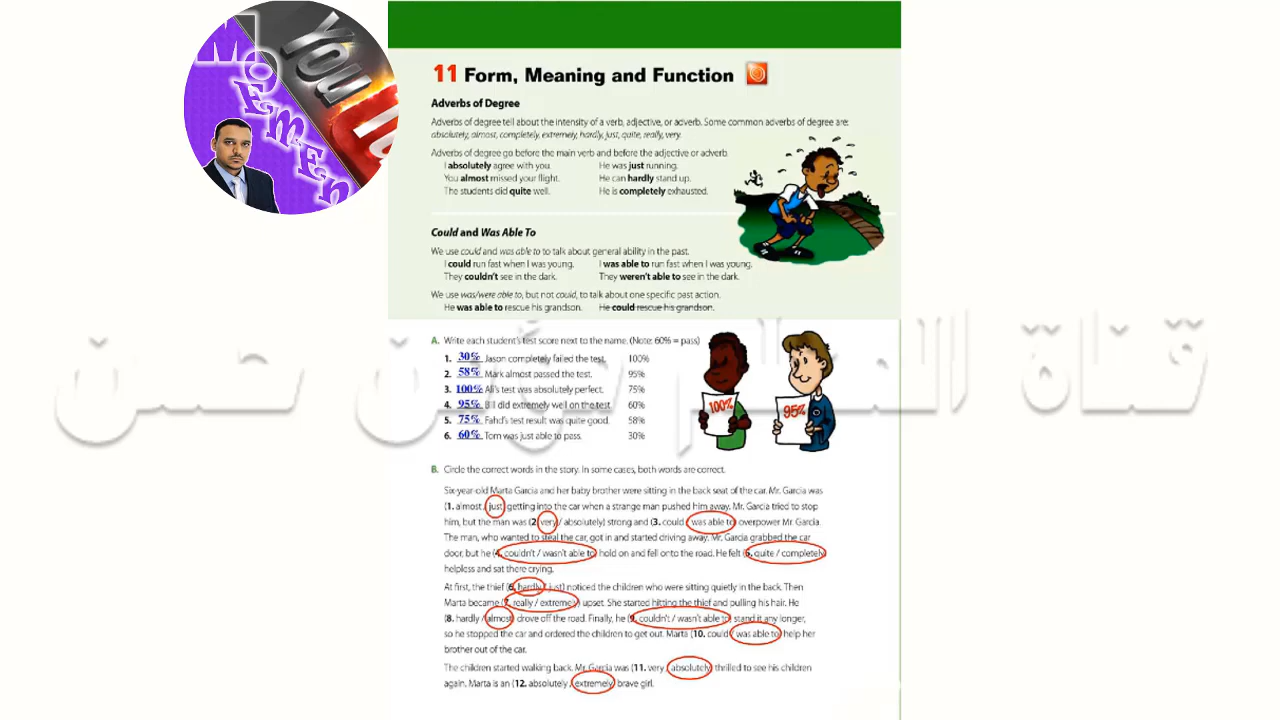 MOEMEN
YOU
11 Form, Meaning and Function
Adverbs of Degree
Adverbs of degree tell about the intensity of a verb, adjective, or adverb. Some common adverbs of degree are:
absolutely, almost, completely, extremely, hardly, just, quite, really, very.
Adverbs of degree go before the main verb and before the adjective or adverb.
I absolutely agree with you. He was just running.
You almost missed your flight. He can hardly stand up.
The students did quite well. He is completely exhausted.
Could and Was Able To
We use could and was able to to talk about general ability in the past.
I could run fast when I was young. I was able to run fast when I was young.
They couldn't see in the dark. They weren't able to see in the dark.
We use was/were able to, but not could, to talk about one specific past action.
He was able to rescue his grandson. He could rescue his grandson.
قناة المعلم مؤمن حسن
A. Write each student's test score next to the name. (Note: 60% = pass)
1. 30% Jason completely failed the test. 100%
2. 58% Mark almost passed the test. 95%
3. 100% Ali's test was absolutely perfect. 75%
4. 95% Bill did extremely well on the test. 60%
5. 75% Fahd's test result was quite good. 58%
6. 60% Tom was just able to pass. 30%
100%
95%
B. Circle the correct words in the story. In some cases, both words are correct.
Six-year-old Marta Garcia and her baby brother were sitting in the back seat of the car. Mr. Garcia was
(1. almost / just) getting into the car when a strange man pushed him away. Mr. Garcia tried to stop
him, but the man was (2. very / absolutely) strong and (3. could / was able to) overpower Mr. Garcia.
The man, who wanted to steal the car, got in and started driving away. Mr. Garcia grabbed the car
door, but he (4. couldn't / wasn't able to) hold on and fell onto the road. He felt (5. quite / completely)
helpless and sat there crying.
At first, the thief (6. hardly / just) noticed the children who were sitting quietly in the back. Then
Marta became (7. really / extremely) upset. She started hitting the thief and pulling his hair. He
(8. hardly / almost) drove off the road. Finally, he (9. couldn't / wasn't able to) stand it any longer,
so he stopped the car and ordered the children to get out. Marta (10. could / was able to) help her
brother out of the car.
The children started walking back. Mr. Garcia was (11. very / absolutely) thrilled to see his children
again. Marta is an (12. absolutely / extremely) brave girl.